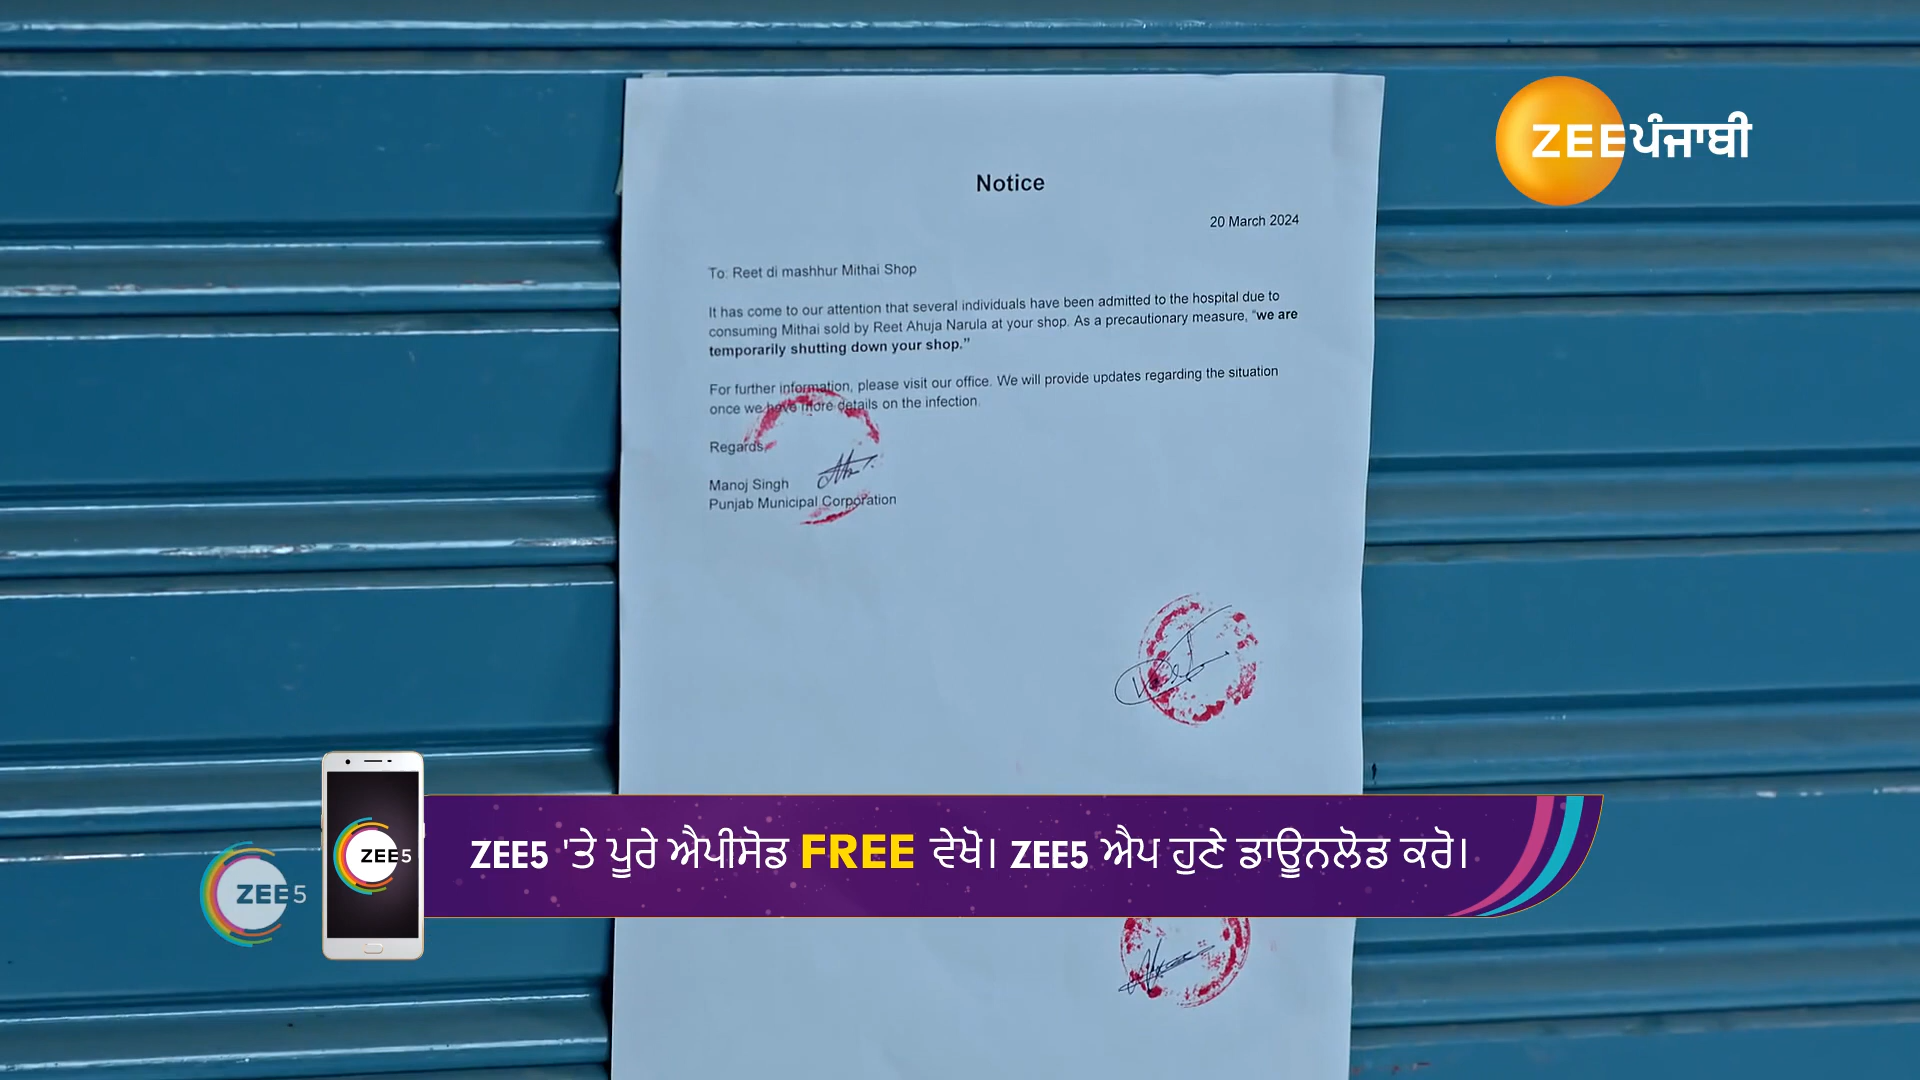 ZEE ਪੰਜਾਬੀ
Notice
20 March 2024
To: Reet di mashhur Mithai Shop
It has come to our attention that several individuals have been admitted to the hospital due to
consuming Mithai sold by Reet Ahuja Narula at your shop. As a precautionary measure, "we are
temporarily shutting down your shop."
For further information, please visit our office. We will provide updates regarding the situation
once we have more details on the infection.
Regards,
Manoj Singh
Punjab Municipal Corporation
ZEE5
ZEE5
ZEE5 'ਤੇ ਪੂਰੇ ਐਪੀਸੋਡ FREE ਵੇਖੋ। ZEE5 ਐਪ ਹੁਣੇ ਡਾਊਨਲੋਡ ਕਰੋ।